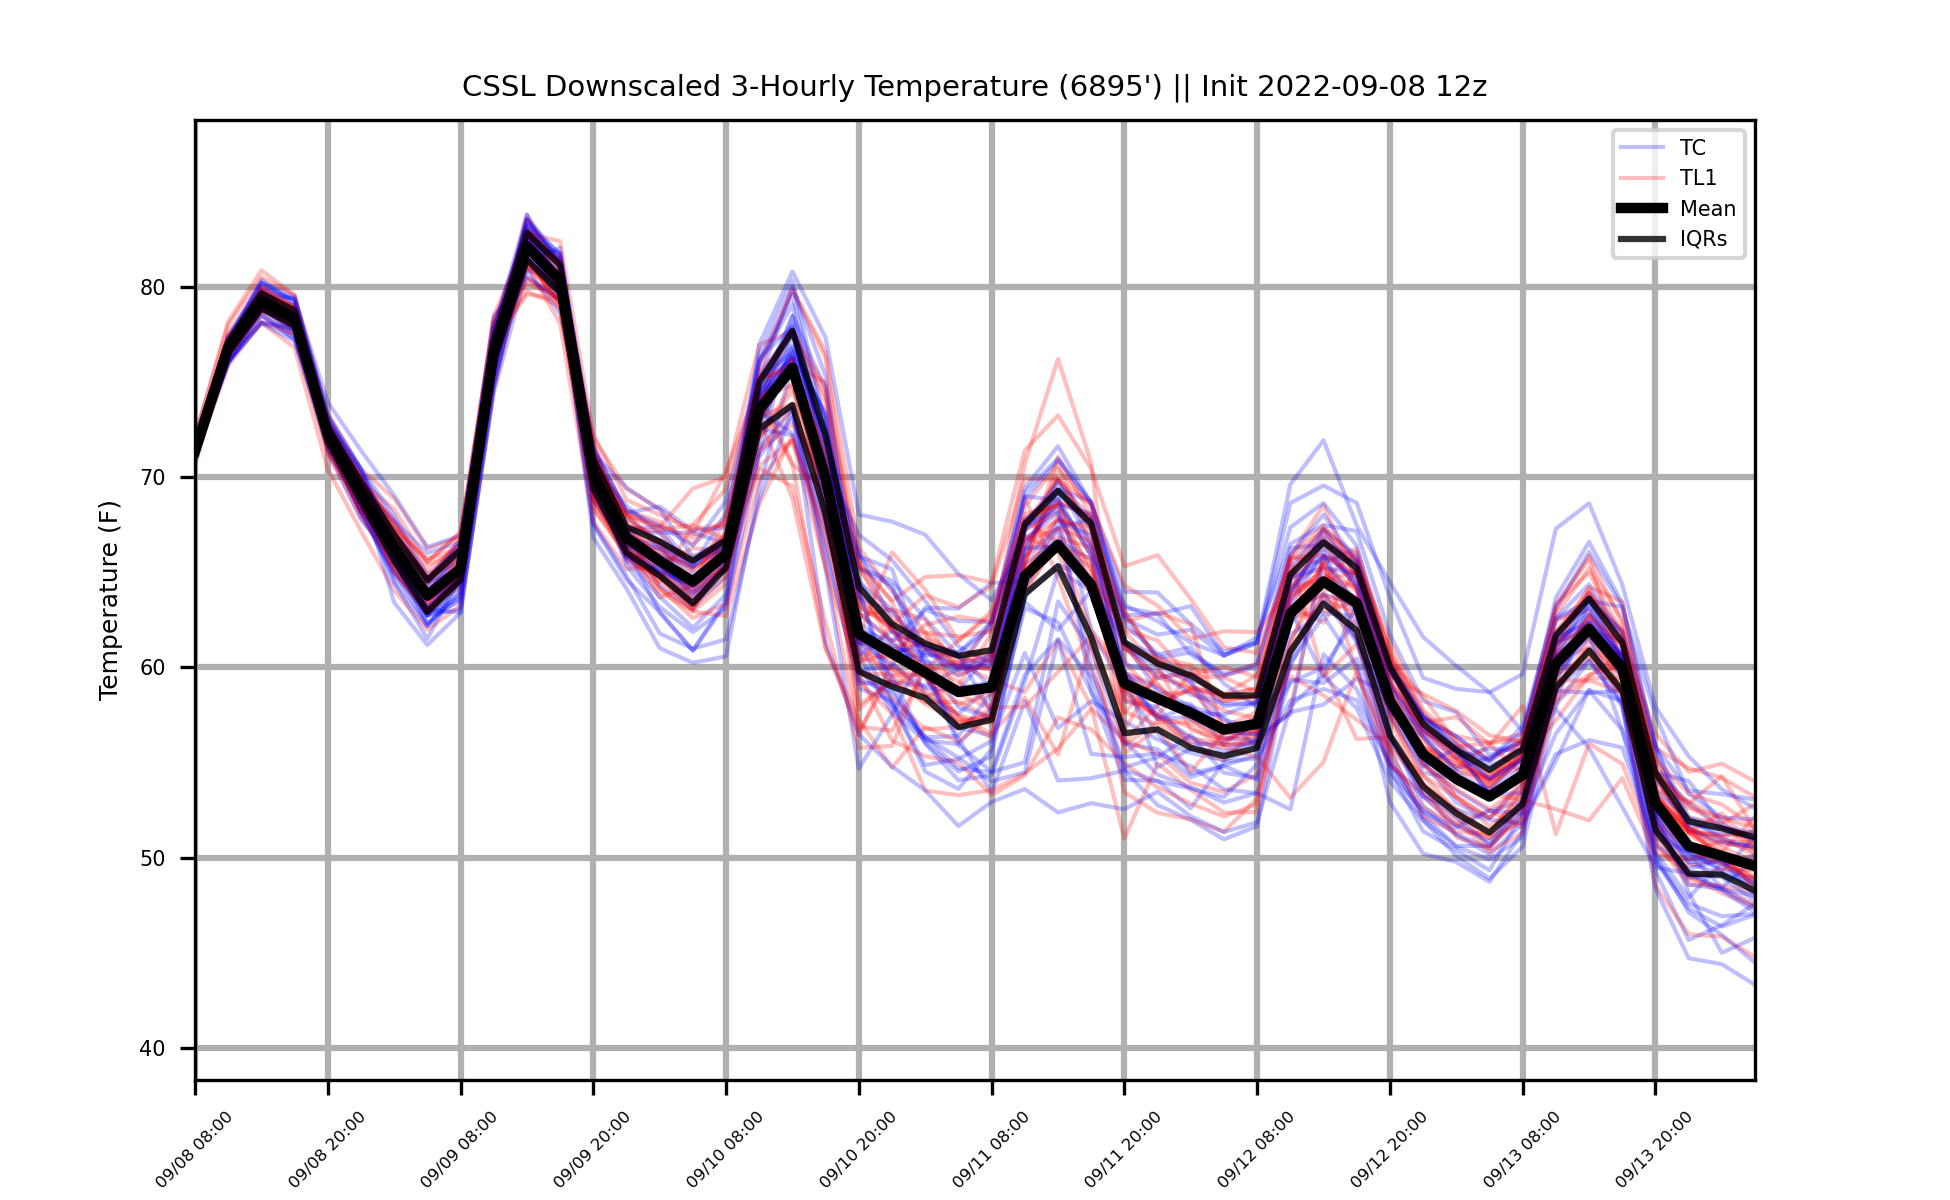 CSSL Downscaled 3-Hourly Temperature (6895') || Init 2022-09-08 12z
TC
TL1
Mean
IQRs
Temperature (F)
80
70
60
50
40
09/08 08:00
09/08 20:00
09/09 08:00
09/09 20:00
09/10 08:00
09/10 20:00
09/11 08:00
09/11 20:00
09/12 08:00
09/12 20:00
09/13 08:00
09/13 20:00